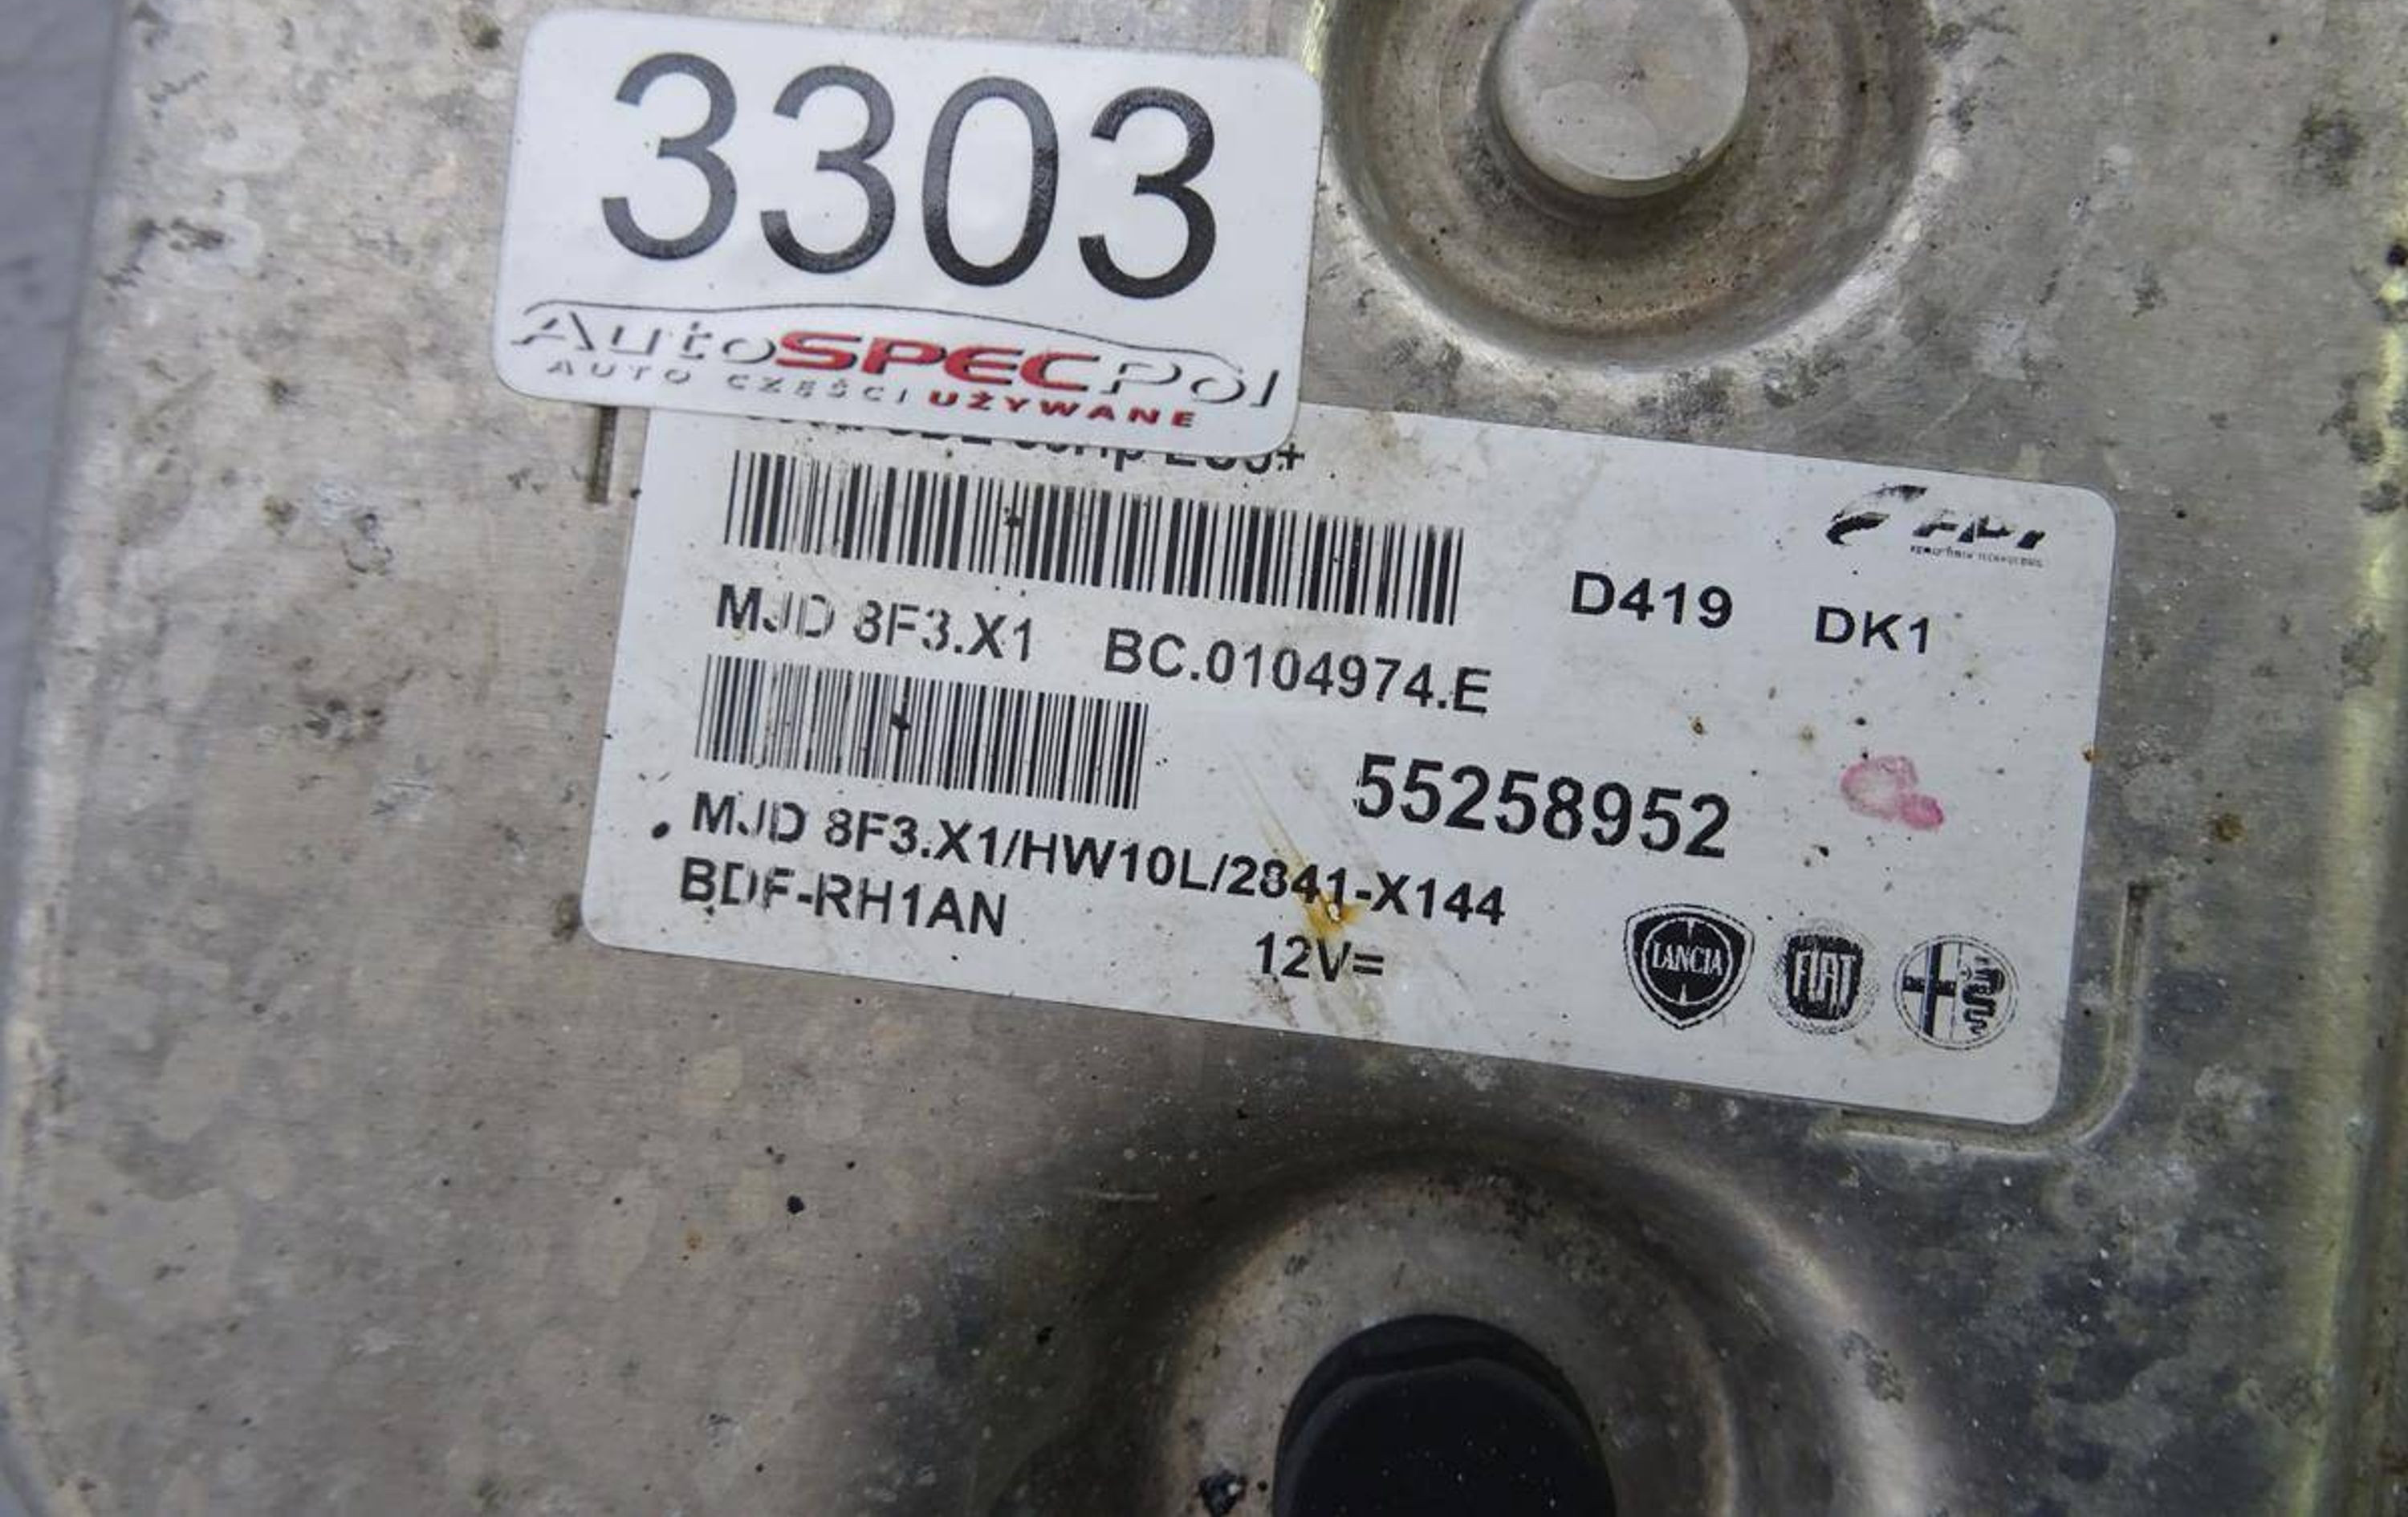 3303
AutoSPECpol
AUTO CZĘŚCI UŻYWANE
D419 DK1
MJD 8F3.X1 BC.0104974.E
55258952
MJD 8F3.X1/HW10L/2841-X144
BDF-RH1AN
12V=
LANCIA
FIAT